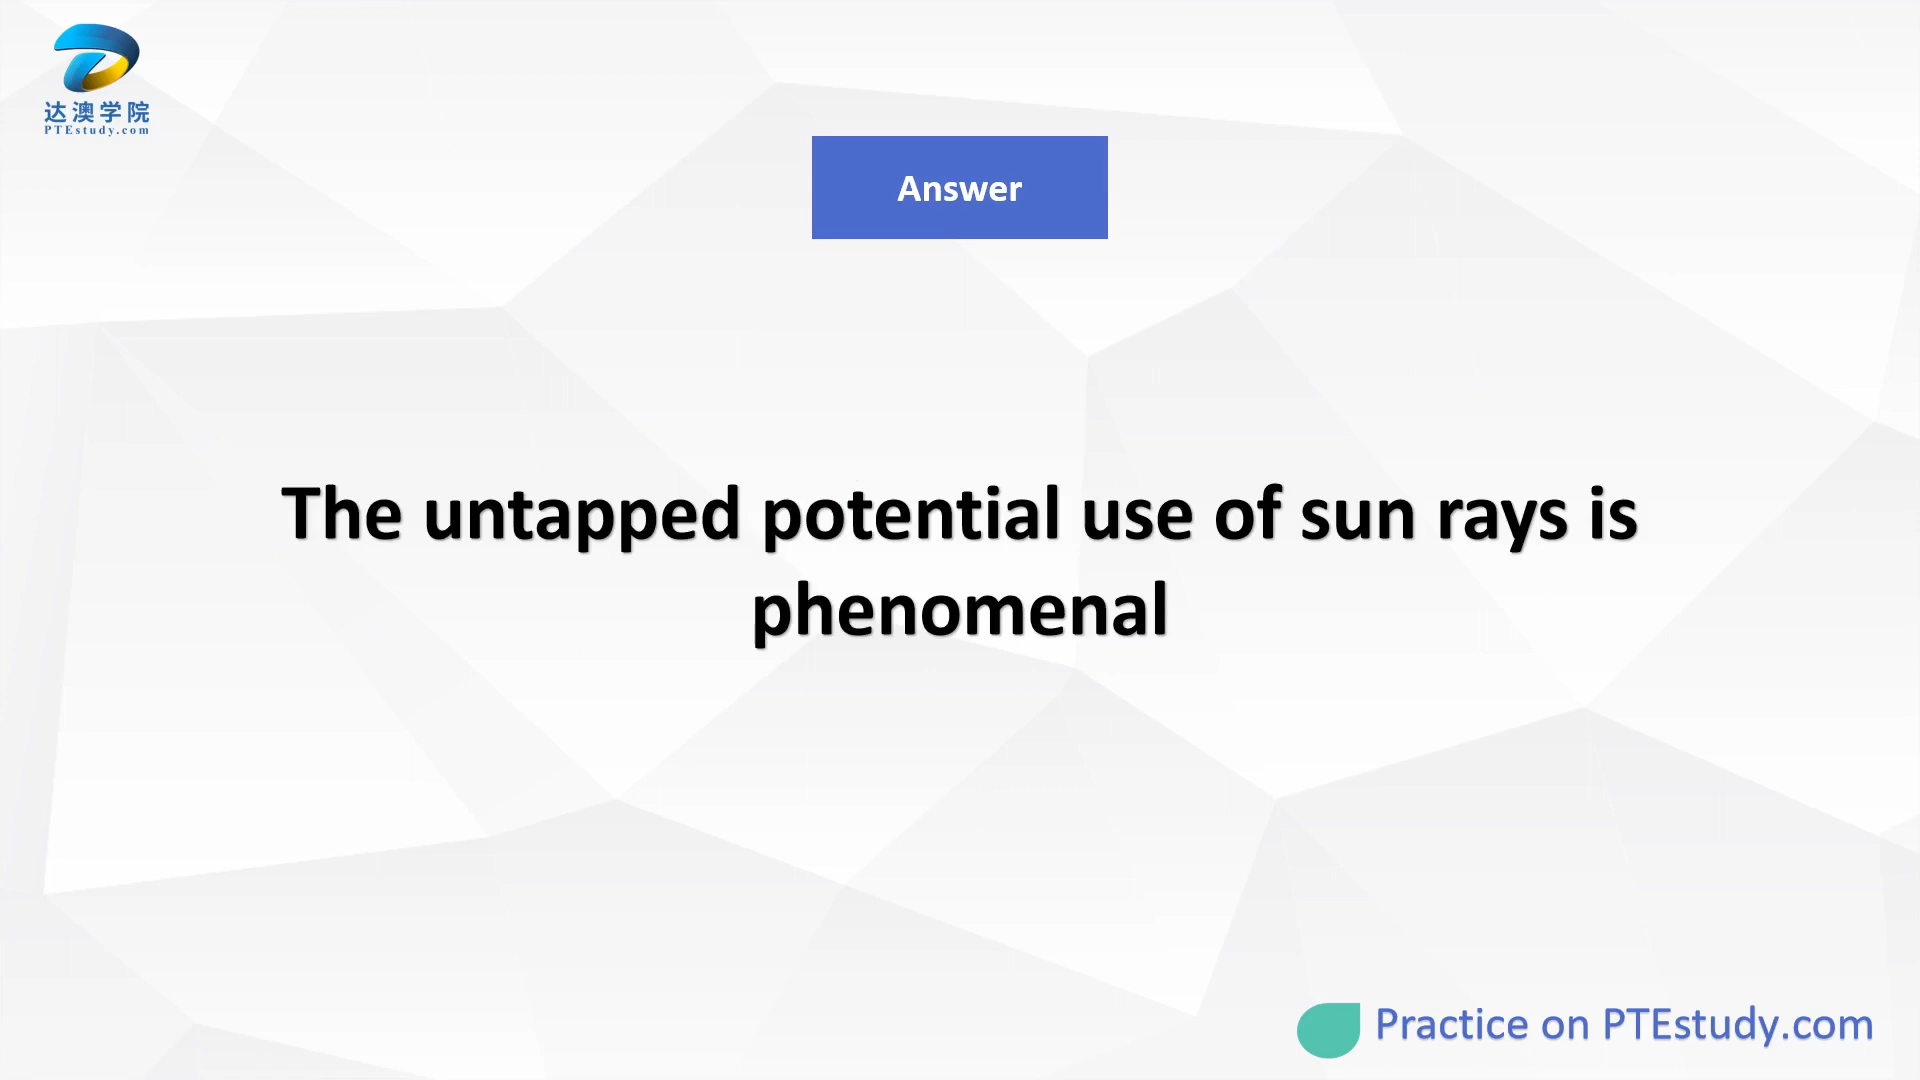 达澳学院
PTEstudy.com
Answer
The untapped potential use of sun rays is
phenomenal
Practice on PTEstudy.com